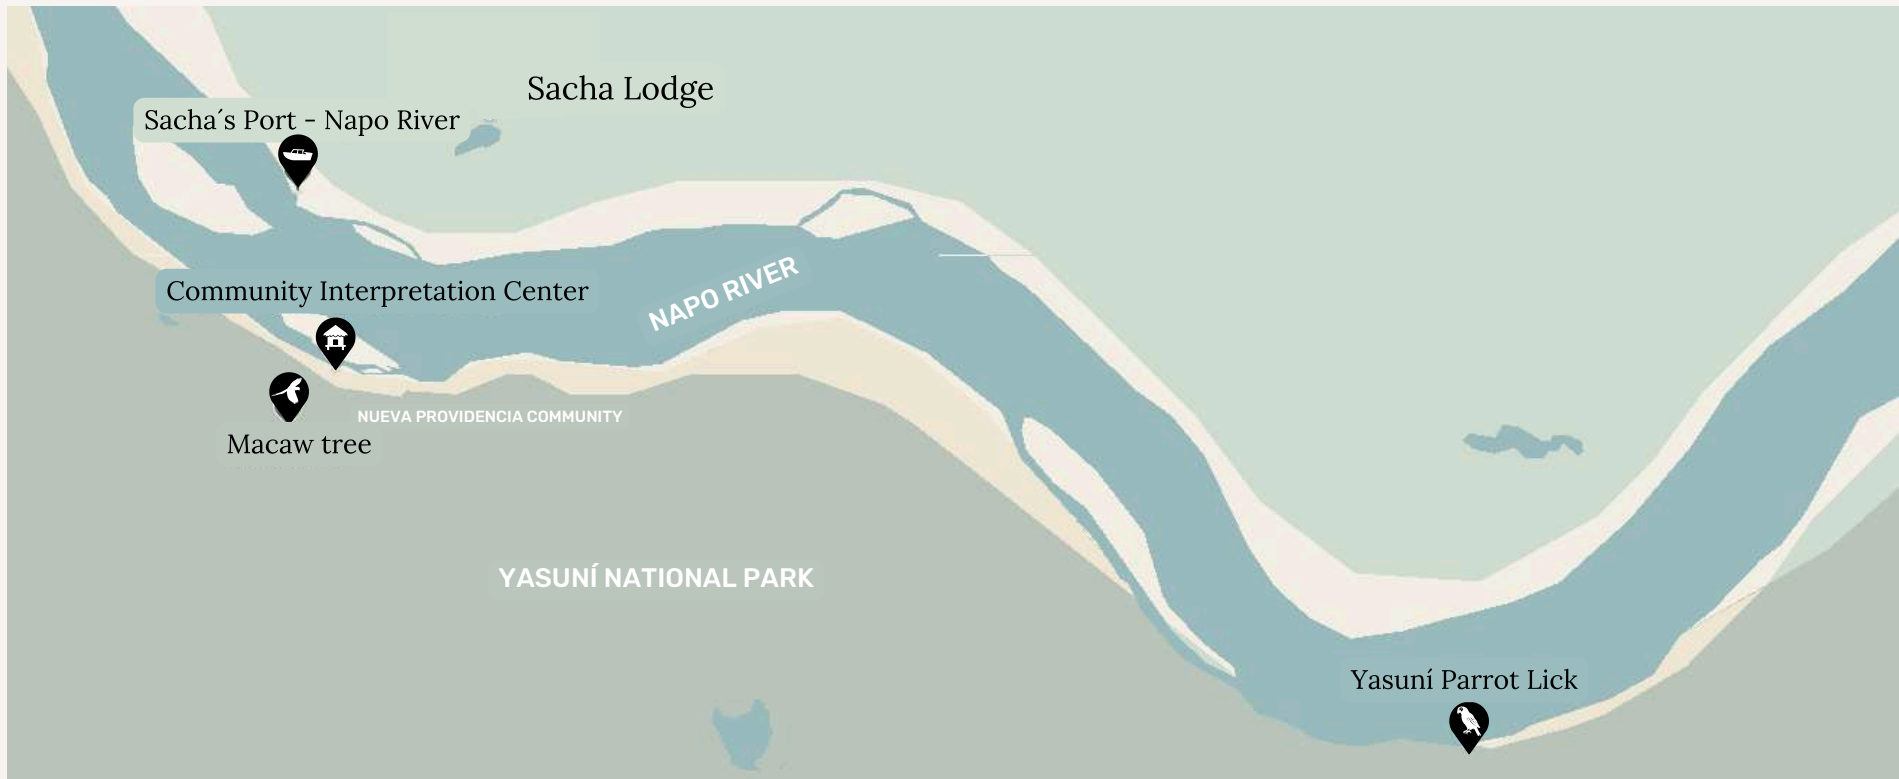 Sacha Lodge
Sacha´s Port - Napo River
Community Interpretation Center
NAPO RIVER
NUEVA PROVIDENCIA COMMUNITY
Macaw tree
YASUNÍ NATIONAL PARK
Yasuní Parrot Lick